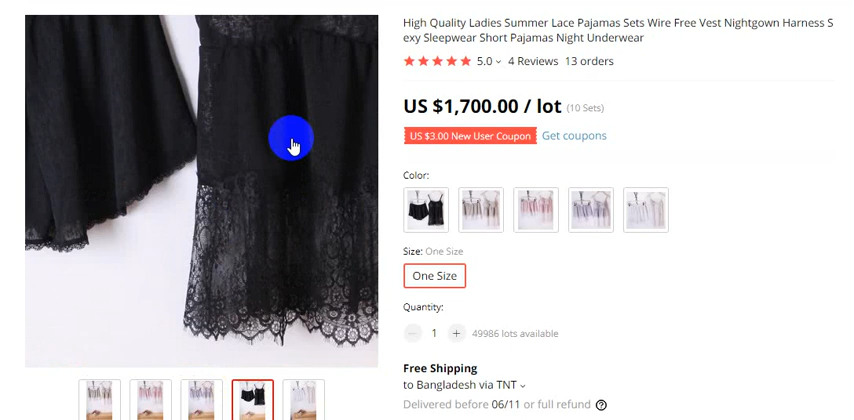 High Quality Ladies Summer Lace Pajamas Sets Wire Free Vest Nightgown Harness S
exy Sleepwear Short Pajamas Night Underwear
5.0 4 Reviews 13 orders
US $1,700.00 / lot (10 Sets)
US $3.00 New User Coupon Get coupons
Color:
Size: One Size
One Size
Quantity:
1 49986 lots available
Free Shipping
to Bangladesh via TNT
Delivered before 06/11 or full refund